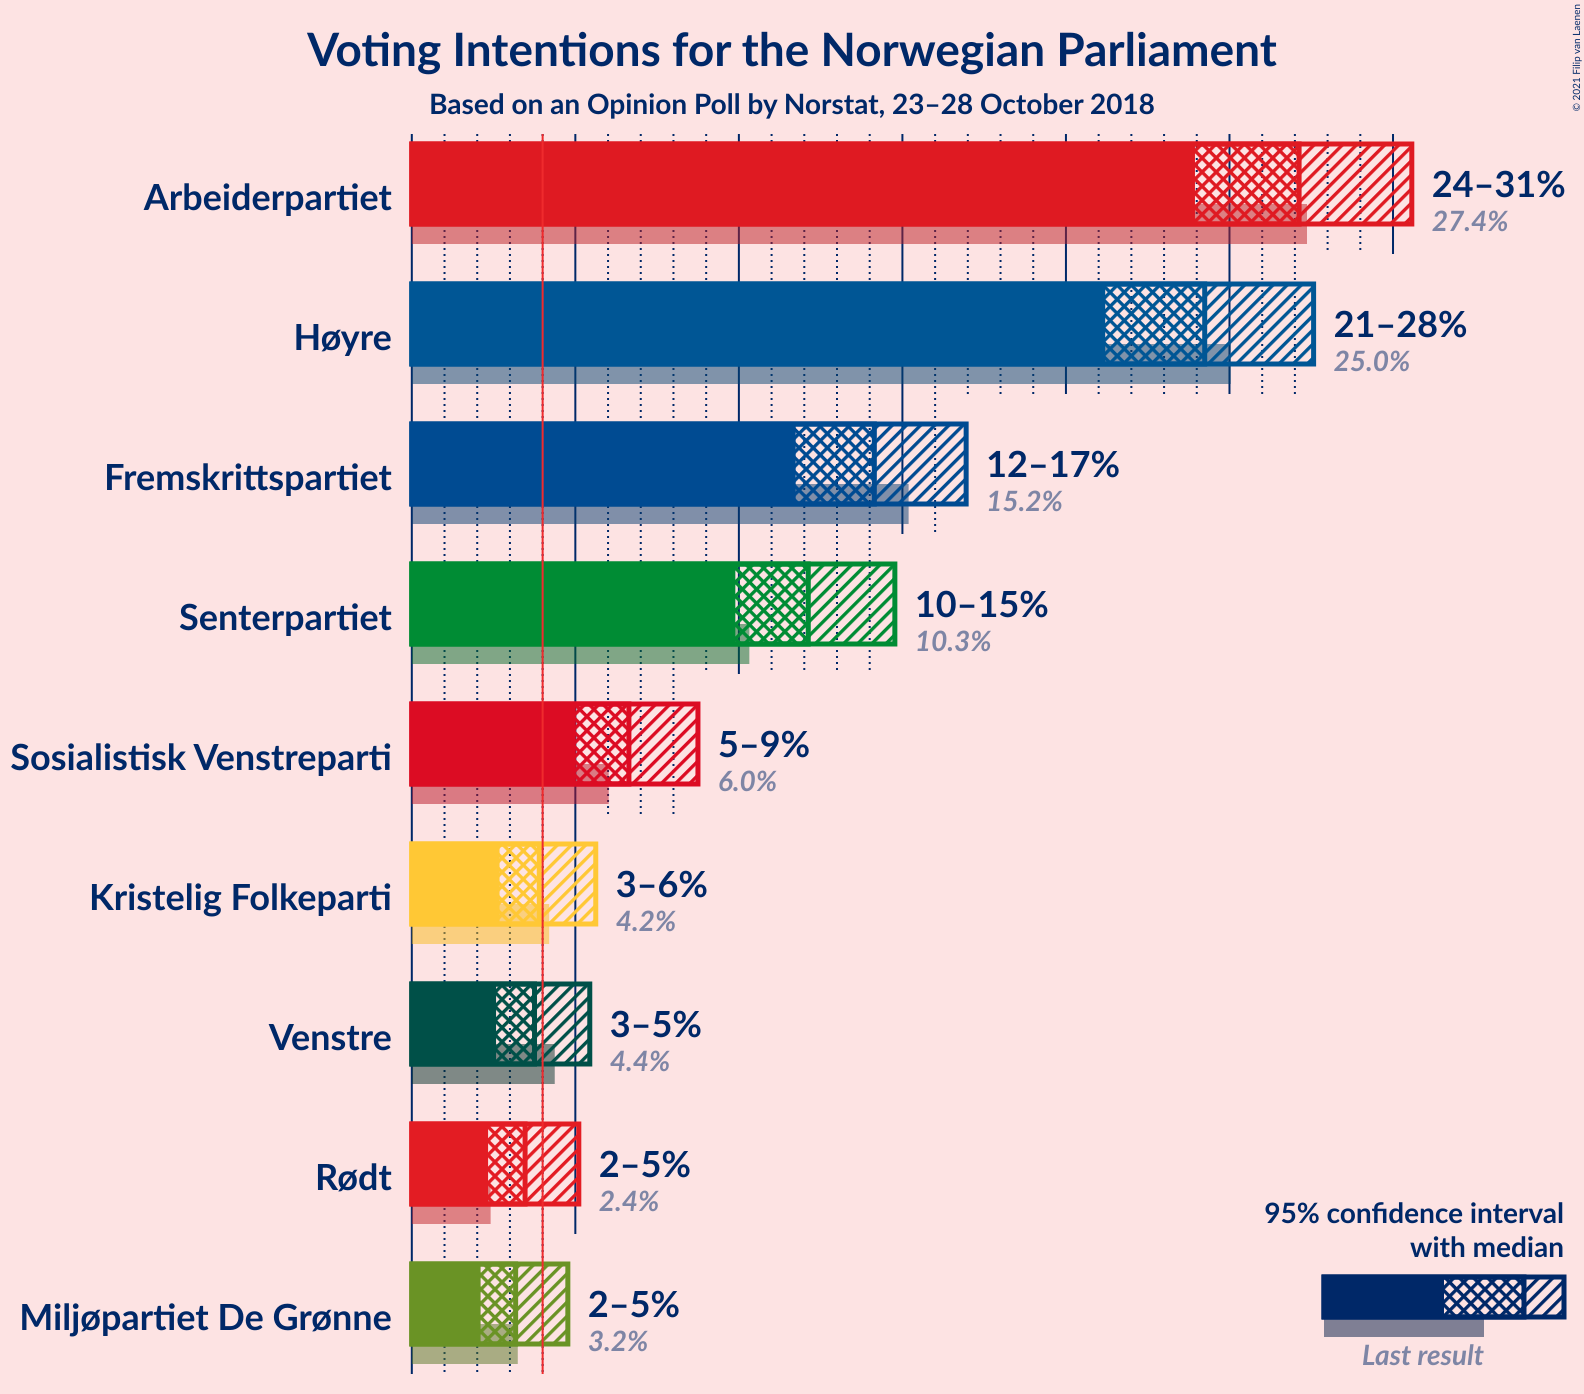 Voting Intentions for the Norwegian Parliament
Based on an Opinion Poll by Norstat, 23–28 October 2018
© 2021 Filip van Laenen
Arbeiderpartiet
24–31%
27.4%
Høyre
21–28%
25.0%
Fremskrittspartiet
12–17%
15.2%
Senterpartiet
10–15%
10.3%
Sosialistisk Venstreparti
5–9%
6.0%
Kristelig Folkeparti
3–6%
4.2%
Venstre
3–5%
4.4%
Rødt
2–5%
2.4%
Miljøpartiet De Grønne
2–5%
3.2%
95% confidence interval
with median
Last result